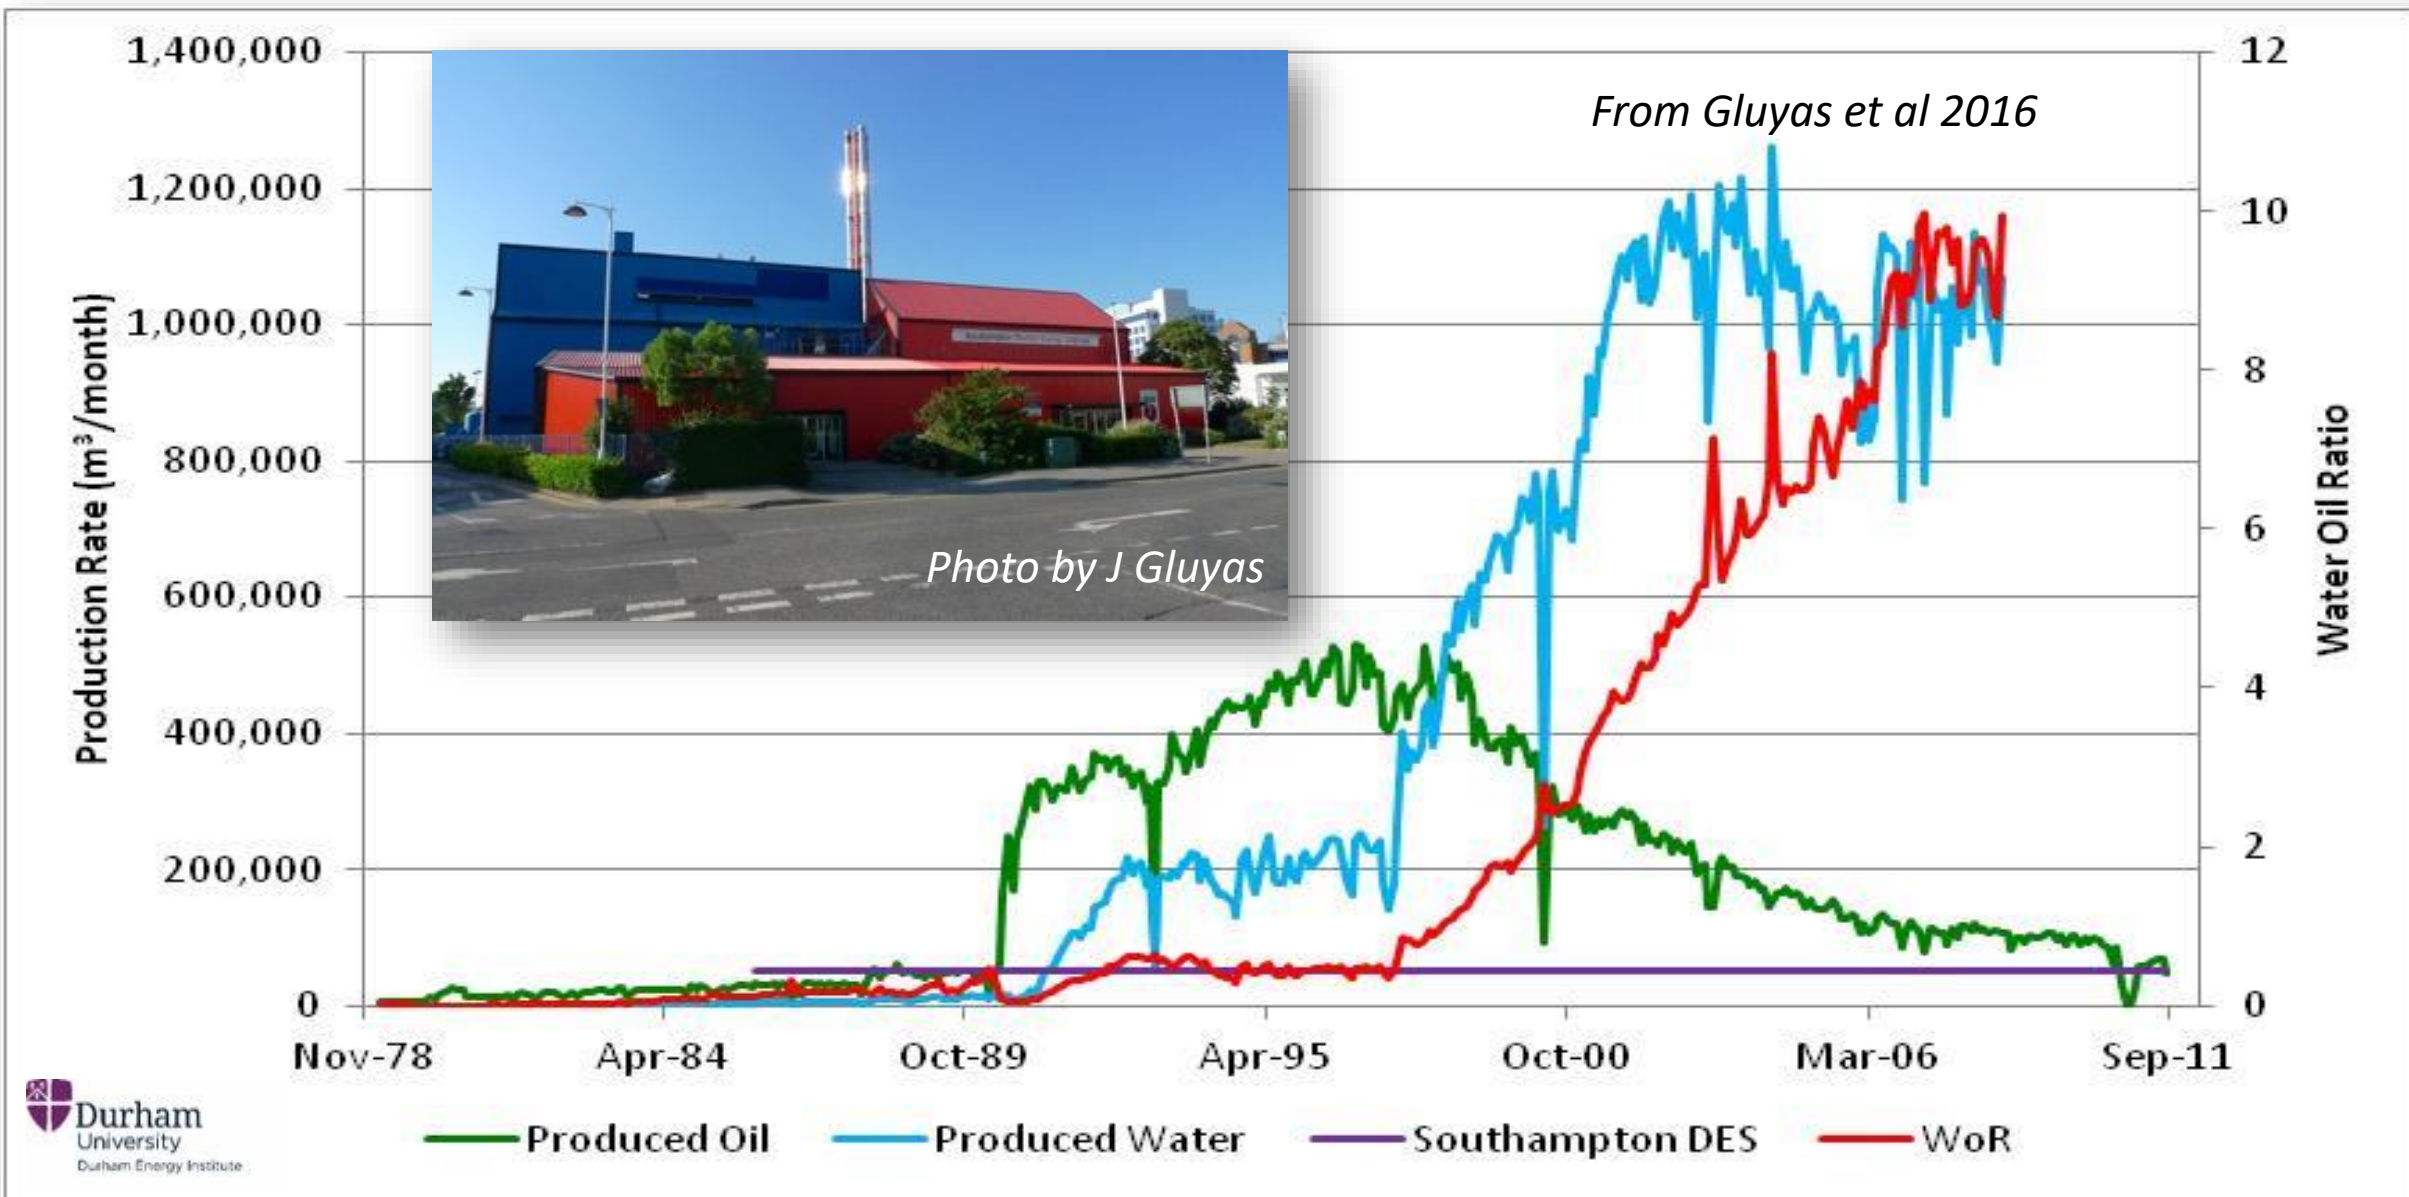 1,400,000
1,200,000
1,000,000
800,000
600,000
400,000
200,000
0
Production Rate (m³/month)
12
10
8
6
4
2
0
Water Oil Ratio
From Gluyas et al 2016
Photo by J Gluyas
Nov-78
Apr-84
Oct-89
Apr-95
Oct-00
Mar-06
Sep-11
Produced Oil
Produced Water
Southampton DES
WoR
Durham
University
Durham Energy Institute